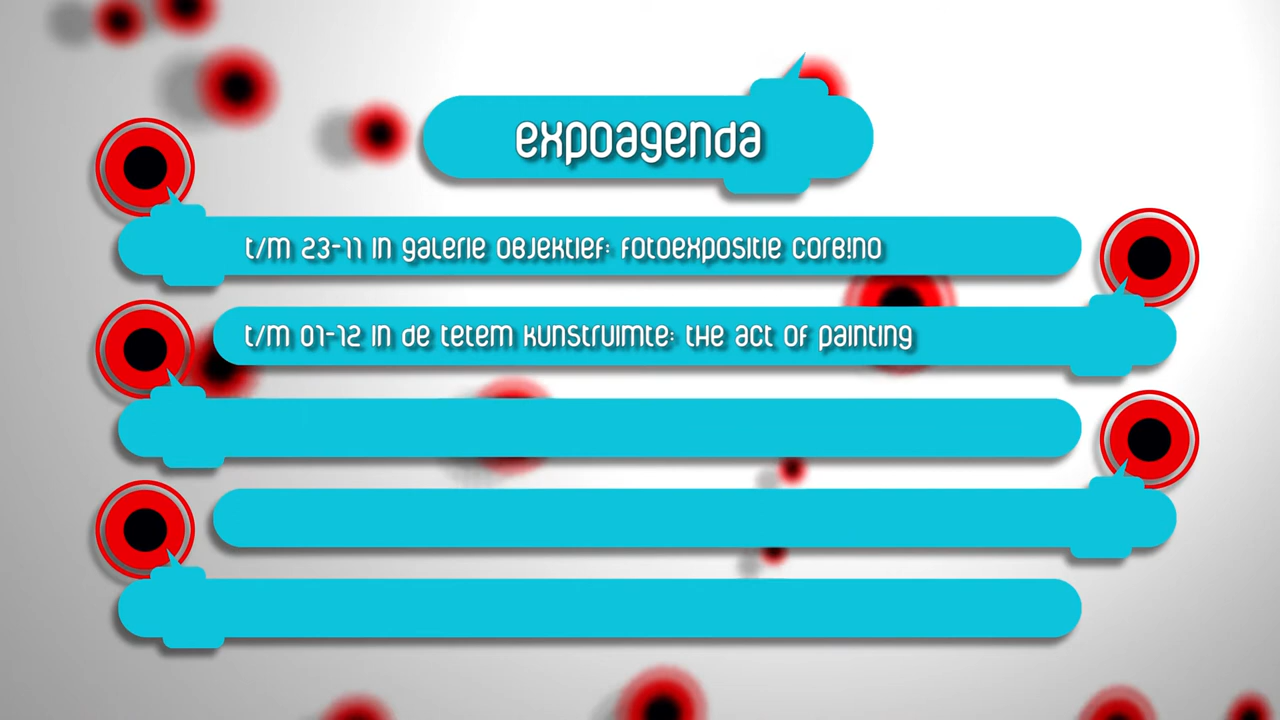 expoagenda
t/m 23-11 in galerie objektief: fotoexpositie corb!no
t/m 01-12 in de tetem kunstruimte: the act of painting